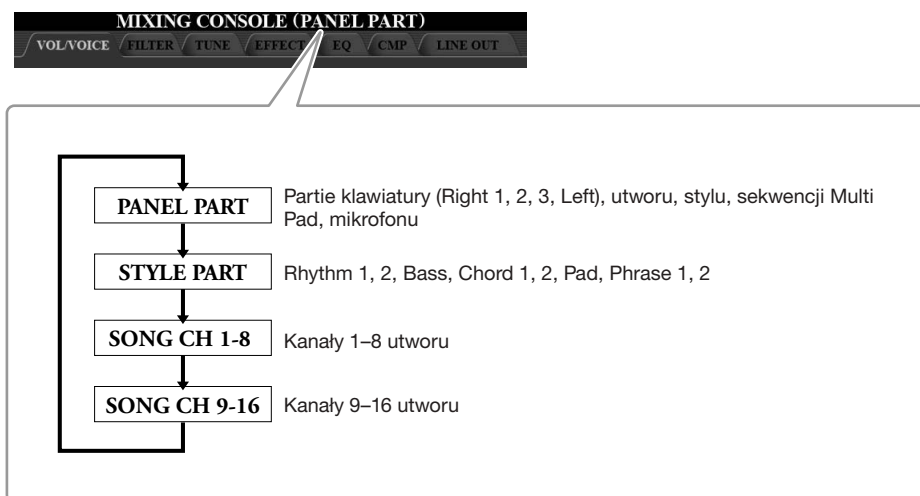 MIXING CONSOLE (PANEL PART)
VOL/VOICE FILTER TUNE EFFECT EQ CMP LINE OUT
PANEL PART
Partie klawiatury (Right 1, 2, 3, Left), utworu, stylu, sekwencji Multi
Pad, mikrofonu
STYLE PART
Rhythm 1, 2, Bass, Chord 1, 2, Pad, Phrase 1, 2
SONG CH 1-8
Kanały 1–8 utworu
SONG CH 9-16
Kanały 9–16 utworu